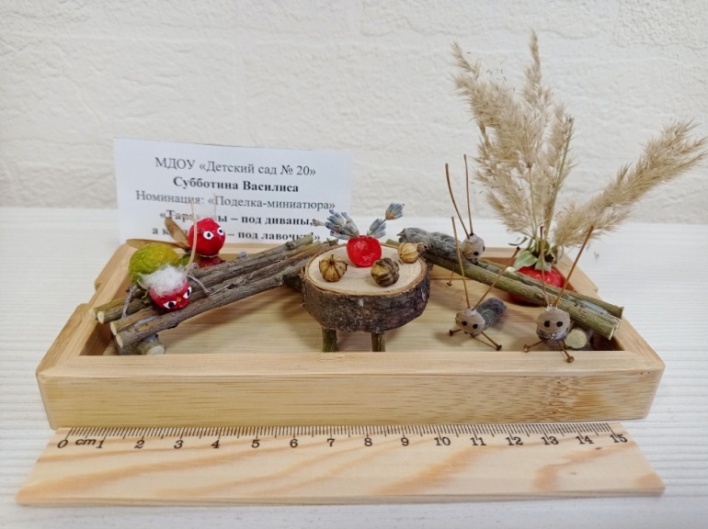 МДОУ «Детский сад № 20»
Субботина Василиса
Номинация: «Поделка-миниатюра»
– под диваны,
а – под лавочк
0 cm 1 2 3 4 5 6 7 8 9 10 11 12 13 14 15